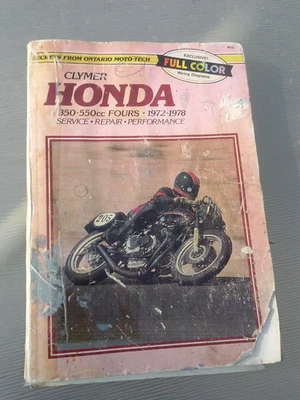 EXCLUSIVE!
FROM ONTARIO MOTO-TECH
FULL COLOR
Wiring Diagrams
CLYMER
HONDA
350-550cc FOURS • 1972-1978
SERVICE • REPAIR • PERFORMANCE
205